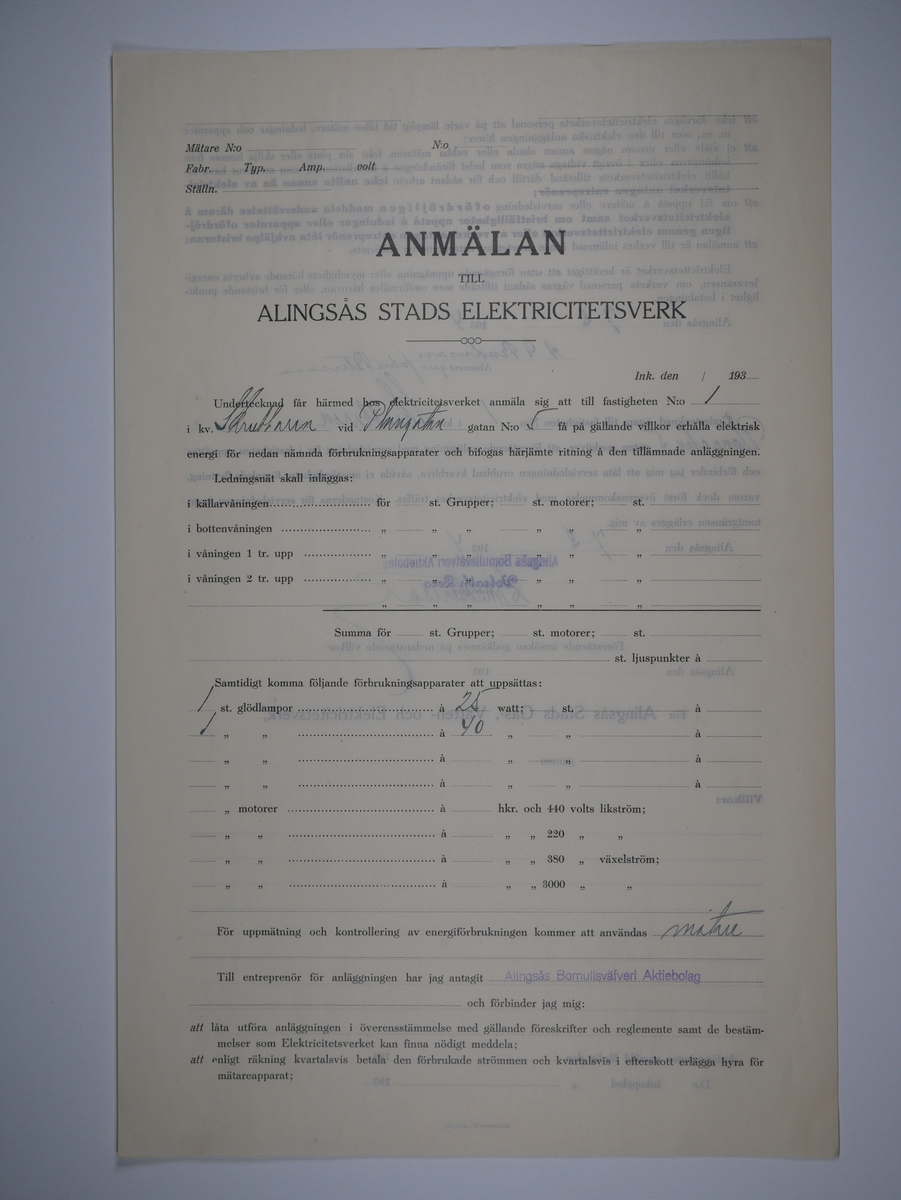 Mätare N:o N:o
Fabr. Typ. Amp. volt
Ställn.
ANMÄLAN
TILL
ALINGSÅS STADS ELEKTRICITETSVERK
Ink. den / 193
Undertecknad får härmed hos elektricitetsverket anmäla sig att till fastigheten N:o 1
i kv. vid Plangatan gatan N:o 5 få på gällande villkor erhålla elektrisk
energi för nedan nämnda förbrukningsapparater och bifogas härjämte ritning å den tillämnade anläggningen.
Ledningsnät skall inläggas:
i källarvåningen för st. Grupper; st. motorer; st.
i bottenvåningen „ „ „ „ „ „
i våningen 1 tr. upp „ „ „ „ „ „
i våningen 2 tr. upp „ „ „ „ „ „
„ „ „ „ „ „
Summa för st. Grupper; st. motorer; st.
st. ljuspunkter à
Samtidigt komma följande förbrukningsapparater att uppsättas:
1 st. glödlampor à 25 watt; st. à
1 „ „ à 40 „ „ à
„ „ à „ „ à
„ „ à „ „ à
„ motorer à hkr. och 440 volts likström;
„ „ à „ „ 220 „ „
„ „ à „ „ 380 „ växelström;
„ „ à „ „ 3000 „ „
För uppmätning och kontrollering av energiförbrukningen kommer att användas mätare
Till entreprenör för anläggningen har jag antagit Alingsås Bomullsväfveri Aktiebolag
och förbinder jag mig:
att låta utföra anläggningen i överensstämmelse med gällande föreskrifter och reglemente samt de bestäm-
melser som Elektricitetsverket kan finna nödigt meddela;
att enligt räkning kvartalsvis betala den förbrukade strömmen och kvartalsvis i efterskott erlägga hyra för
mätareapparat;